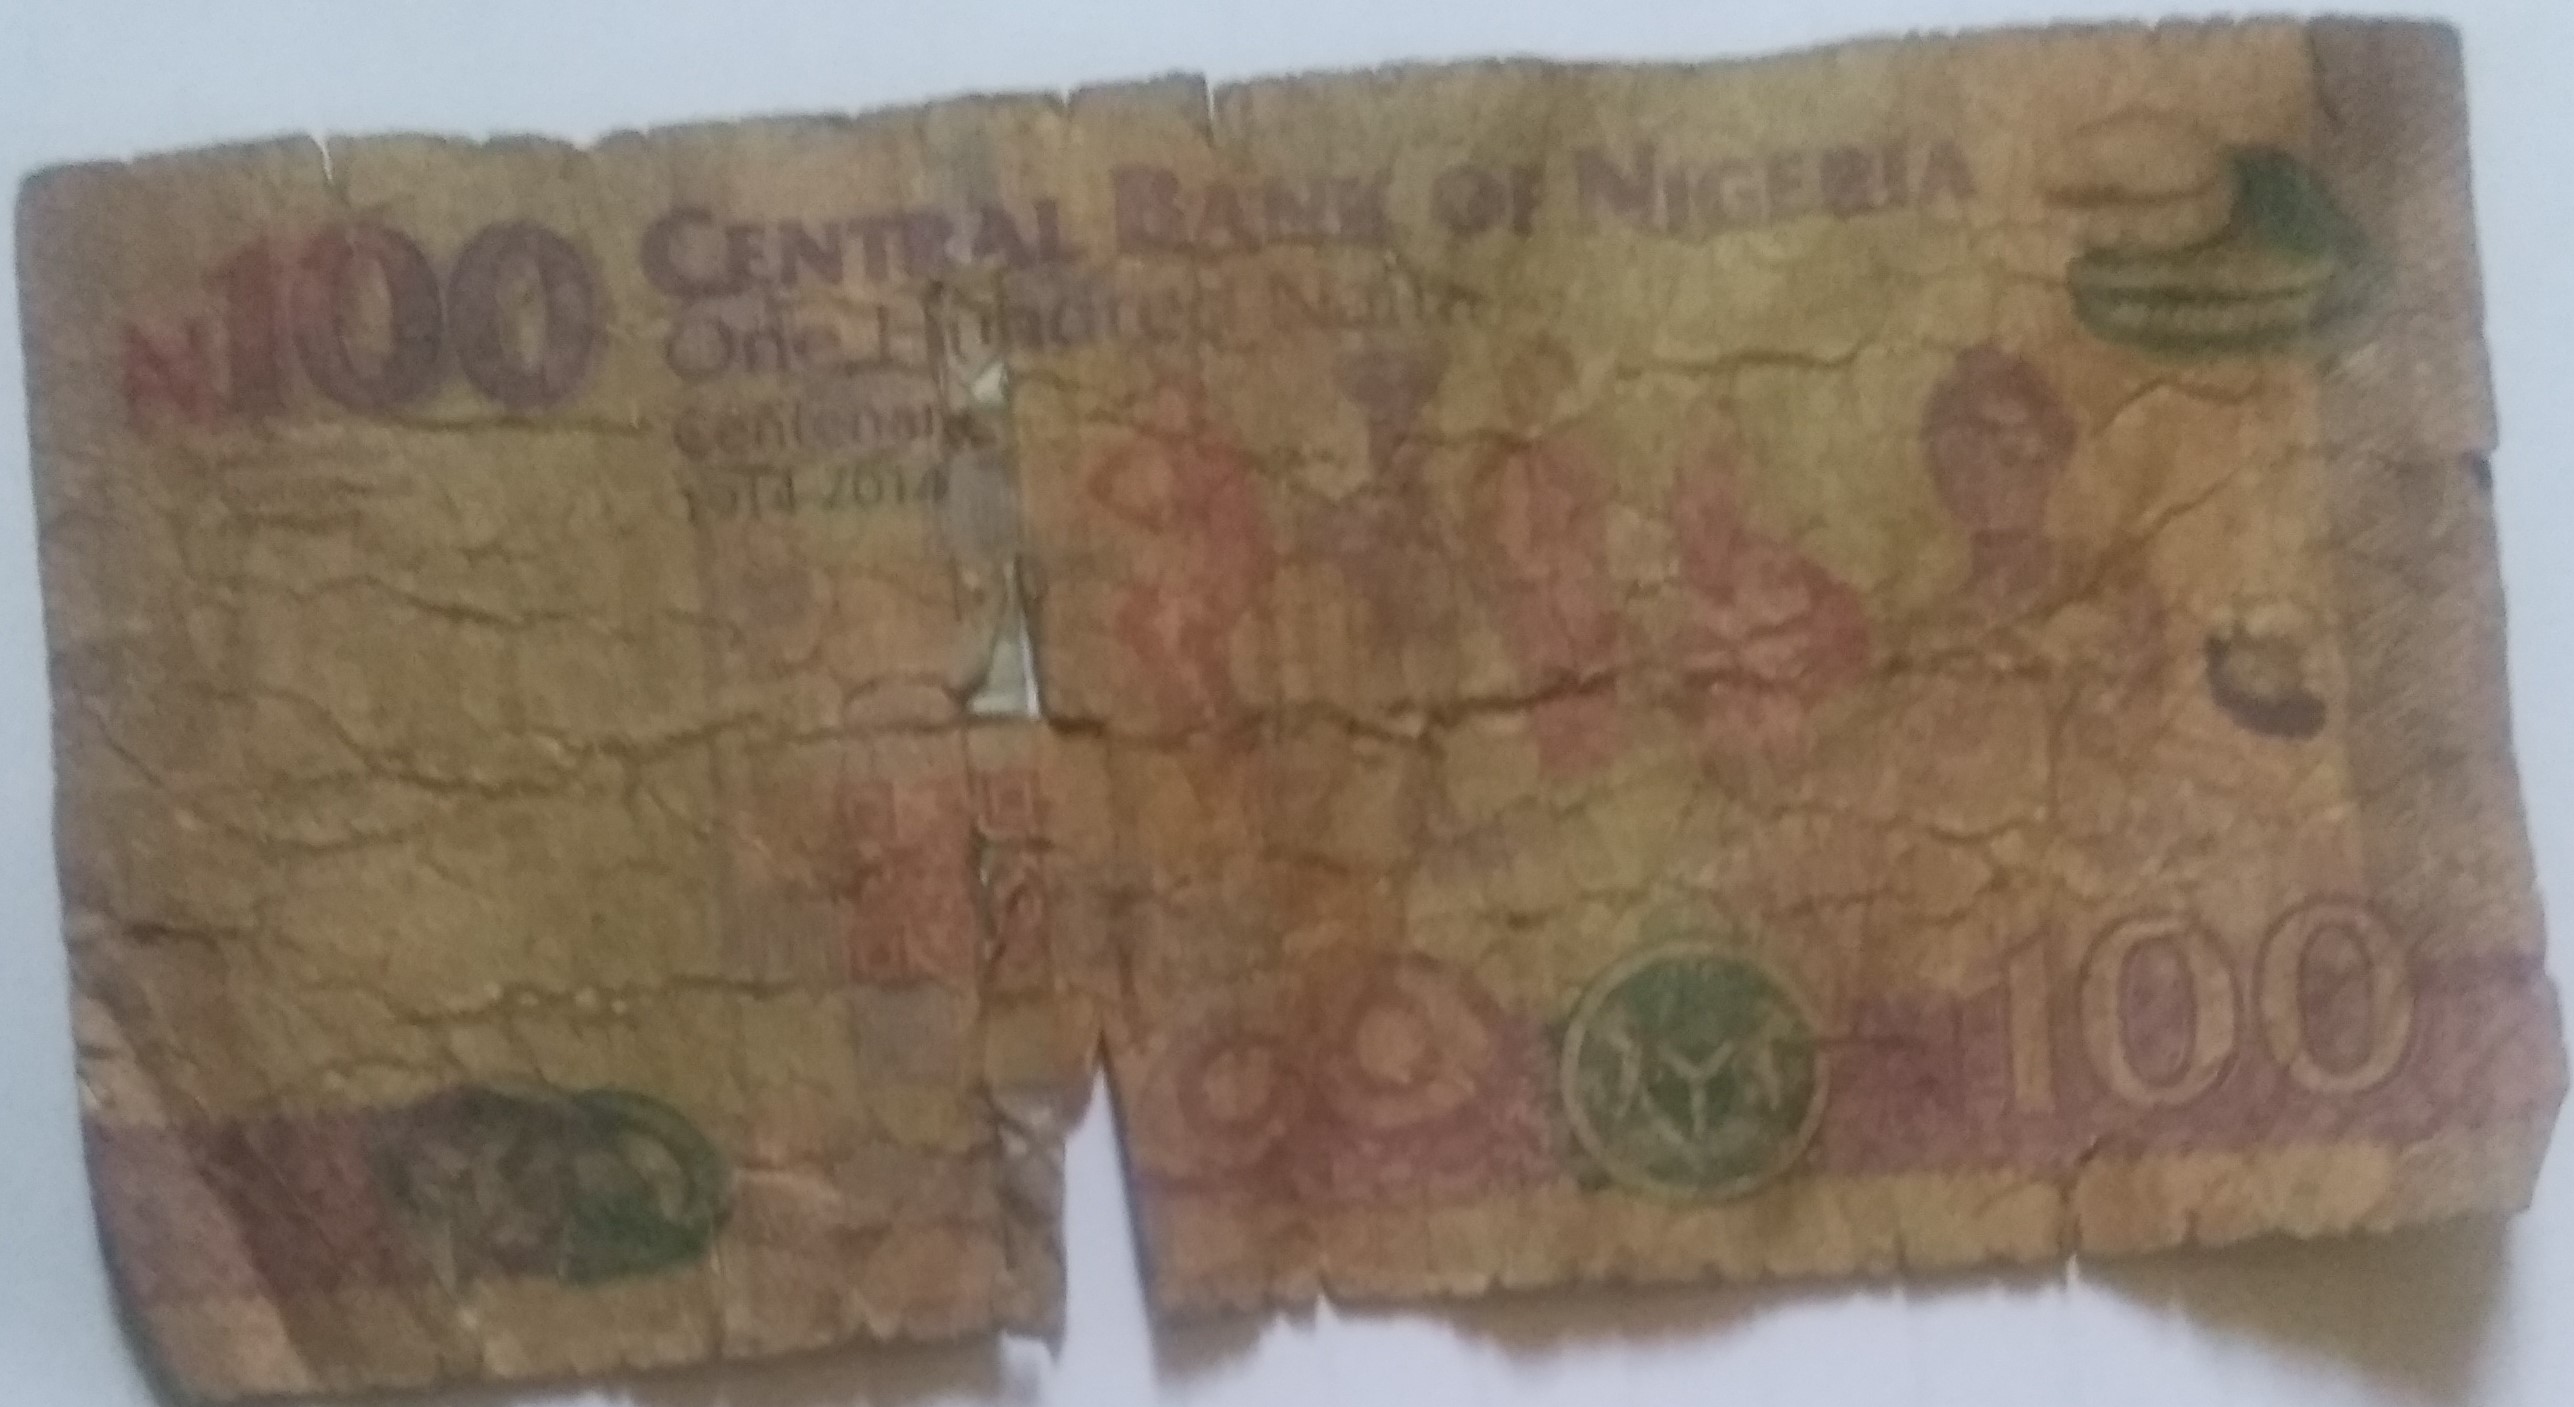 ₦100
CENTRAL BANK OF NIGERIA
One Hundred Naira
Centenary
1914-2014
100